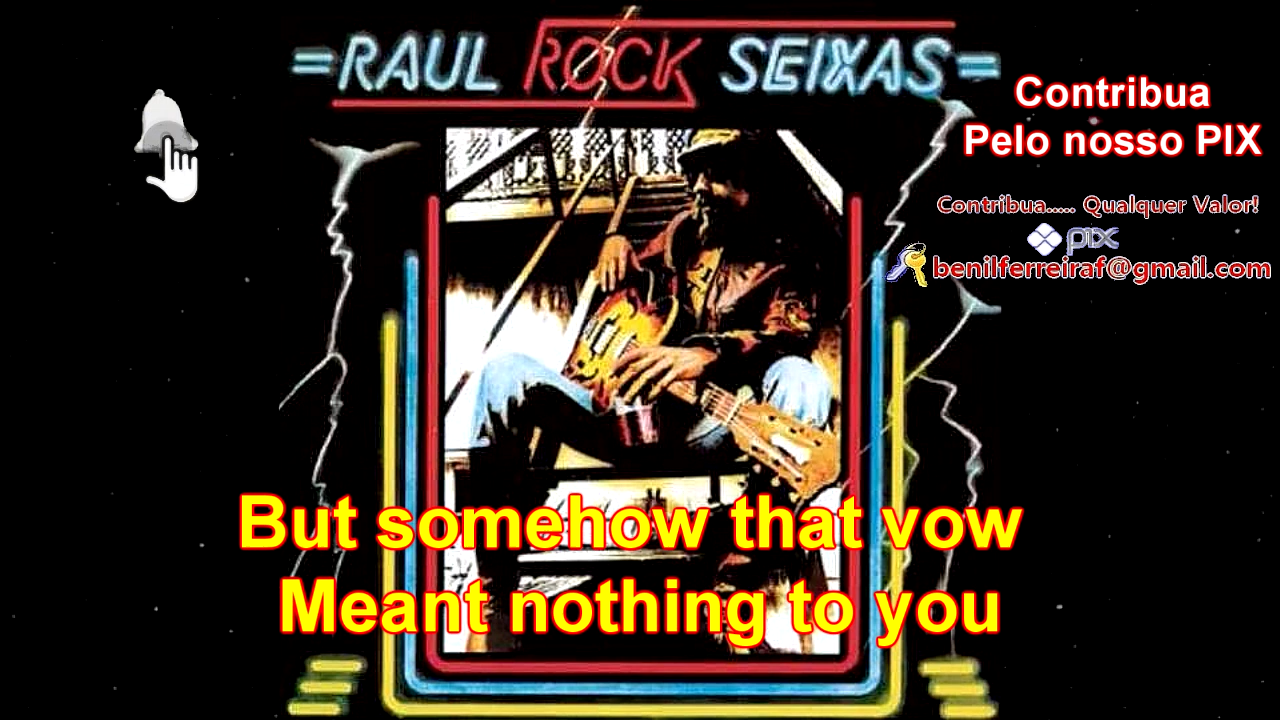 =RAUL ROCK SEIXAS=
Contribua
Pelo nosso PIX
Contribua..... Qualquer Valor!
pix
benilferreiraf@gmail.com
But somehow that vow
Meant nothing to you